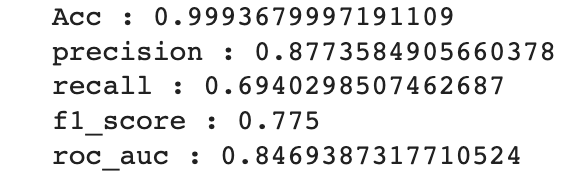 Acc : 0.9993679997191109
precision : 0.8773584905660378
recall : 0.6940298507462687
f1_score : 0.775
roc_auc : 0.8469387317710524